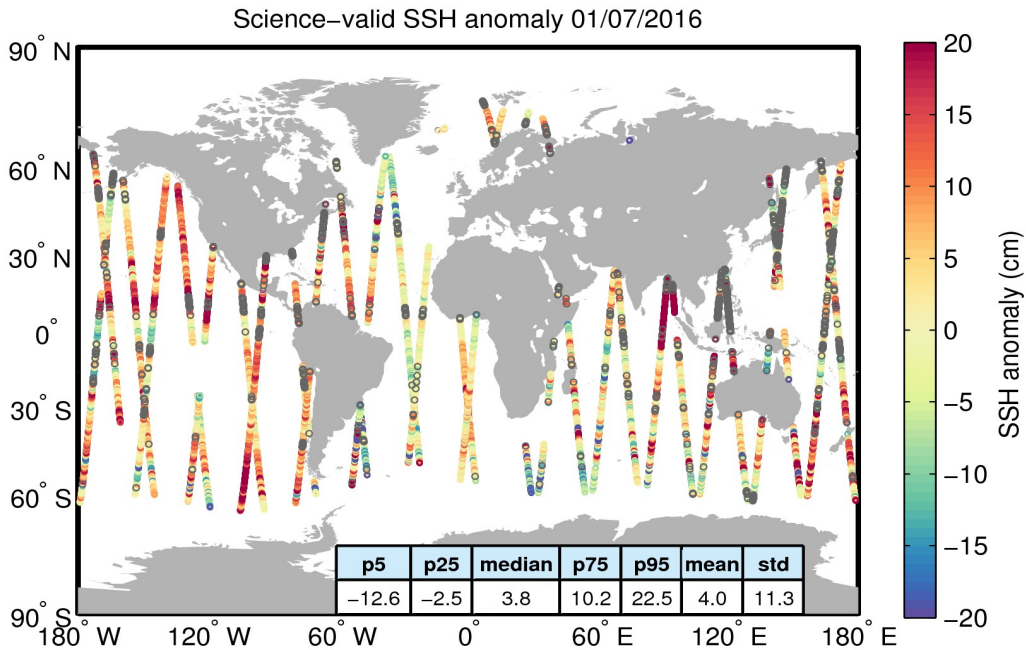 Science−valid SSH anomaly 01/07/2016
90° N
60° N
30° N
0°
30° S
60° S
90° S
180° W
120° W
60° W
0°
60° E
120° E
180° E
p5 p25 median p75 p95 mean std
−12.6 −2.5 3.8 10.2 22.5 4.0 11.3
20
15
10
5
0
−5
−10
−15
−20
SSH anomaly (cm)